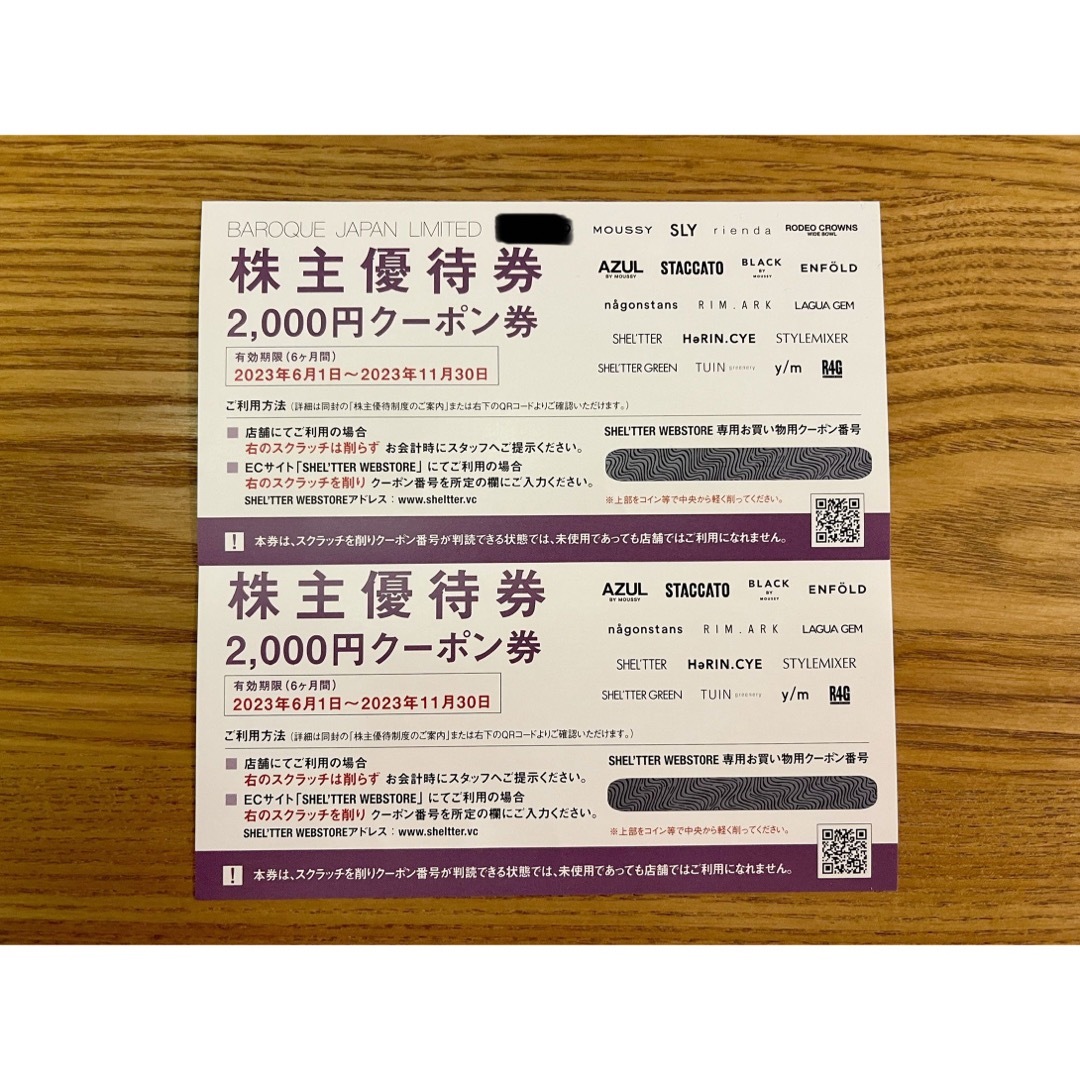 BAROQUE JAPAN LIMITED
株主優待券
2,000円クーポン券
有効期限(6ヶ月間)
2023年6月1日〜2023年11月30日
MOUSSY SLY rienda RODEO CROWNS WIDE BOWL
AZUL BY MOUSSY STACCATO BLACK BY MOUSSY ENFÖLD
någonstans RIM.ARK LAGUA GEM
SHEL'TTER HəRIN.CYE STYLEMIXER
SHEL'TTER GREEN TUIN greenery y/m R4G
ご利用方法(詳細は同封の「株主優待制度のご案内」または右下のQRコードよりご確認いただけます。)
■ 店舗にてご利用の場合
右のスクラッチは削らず お会計時にスタッフへご提示ください。
■ ECサイト「SHEL'TTER WEBSTORE」にてご利用の場合
右のスクラッチを削り クーポン番号を所定の欄にご入力ください。
SHEL'TTER WEBSTOREアドレス:www.sheltter.vc
SHEL'TTER WEBSTORE 専用お買い物用クーポン番号
※上部をコイン等で中央から軽く削ってください。
! 本券は、スクラッチを削りクーポン番号が判読できる状態では、未使用であっても店舗ではご利用になれません。
株主優待券
2,000円クーポン券
有効期限(6ヶ月間)
2023年6月1日〜2023年11月30日
AZUL BY MOUSSY STACCATO BLACK BY MOUSSY ENFÖLD
någonstans RIM.ARK LAGUA GEM
SHEL'TTER HəRIN.CYE STYLEMIXER
SHEL'TTER GREEN TUIN greenery y/m R4G
ご利用方法(詳細は同封の「株主優待制度のご案内」または右下のQRコードよりご確認いただけます。)
■ 店舗にてご利用の場合
右のスクラッチは削らず お会計時にスタッフへご提示ください。
■ ECサイト「SHEL'TTER WEBSTORE」にてご利用の場合
右のスクラッチを削り クーポン番号を所定の欄にご入力ください。
SHEL'TTER WEBSTOREアドレス:www.sheltter.vc
SHEL'TTER WEBSTORE 専用お買い物用クーポン番号
※上部をコイン等で中央から軽く削ってください。
! 本券は、スクラッチを削りクーポン番号が判読できる状態では、未使用であっても店舗ではご利用になれません。